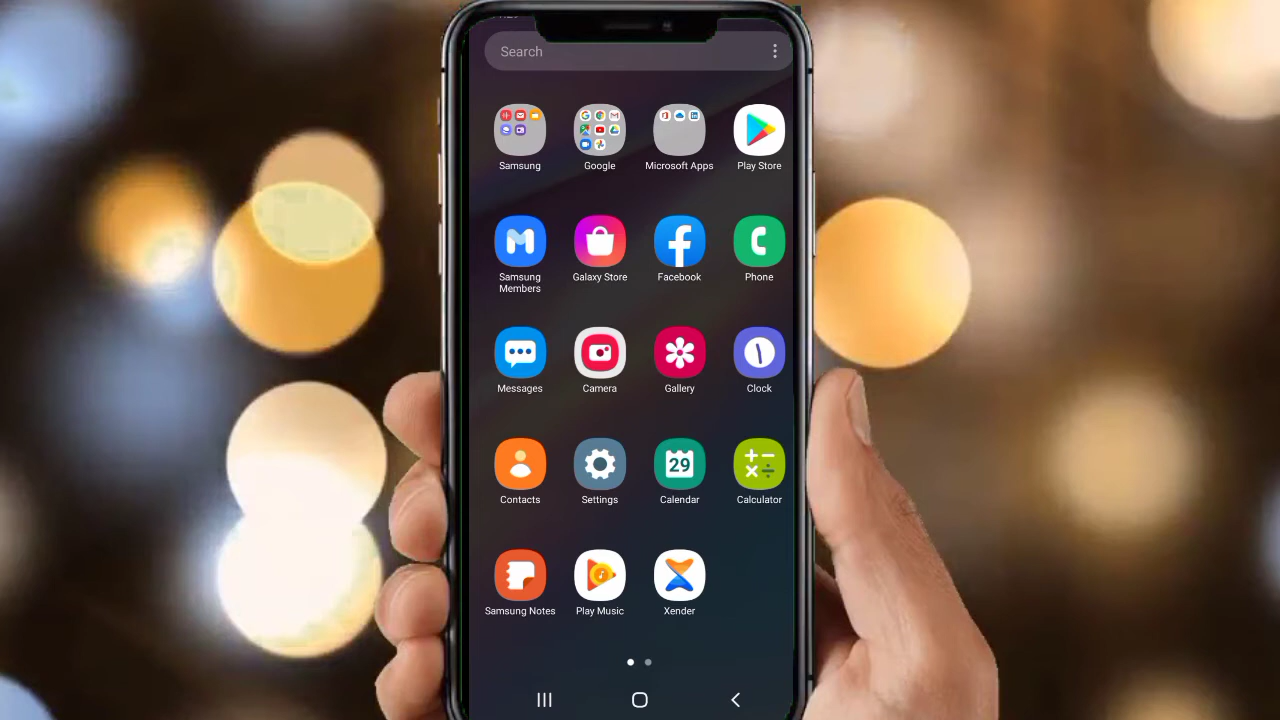 Search
Samsung
Google
Microsoft Apps
Play Store
Samsung
Members
Galaxy Store
Facebook
Phone
Messages
Camera
Gallery
Clock
Contacts
Settings
29
Calendar
Calculator
Samsung Notes
Play Music
Xender